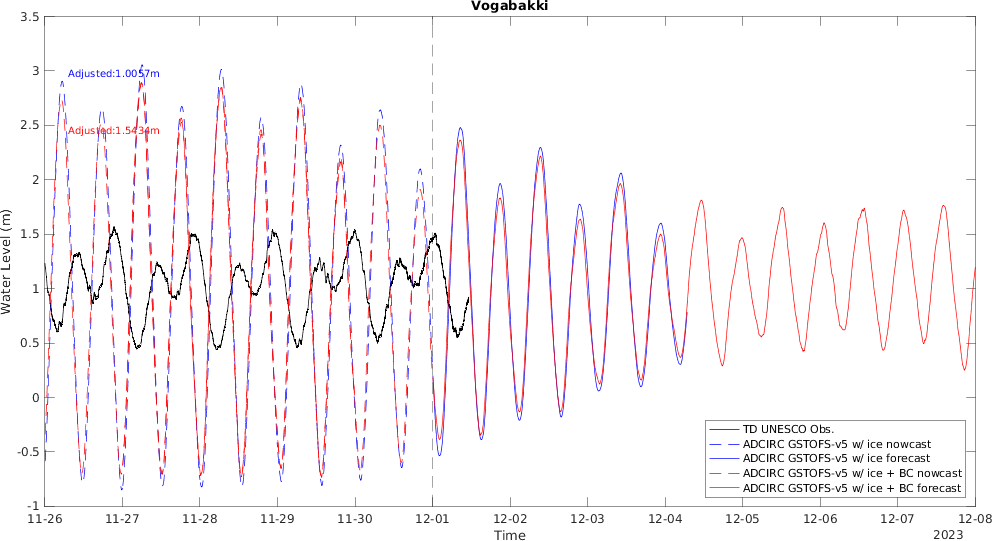 Vogabakki
3.5
3
2.5
2
1.5
1
0.5
0
-0.5
-1
Water Level (m)
Adjusted:1.0057m
Adjusted:1.5434m
TD UNESCO Obs.
ADCIRC GSTOFS-v5 w/ ice nowcast
ADCIRC GSTOFS-v5 w/ ice forecast
ADCIRC GSTOFS-v5 w/ ice + BC nowcast
ADCIRC GSTOFS-v5 w/ ice + BC forecast
11-26 11-27 11-28 11-29 11-30 12-01 12-02 12-03 12-04 12-05 12-06 12-07 12-08
Time
2023